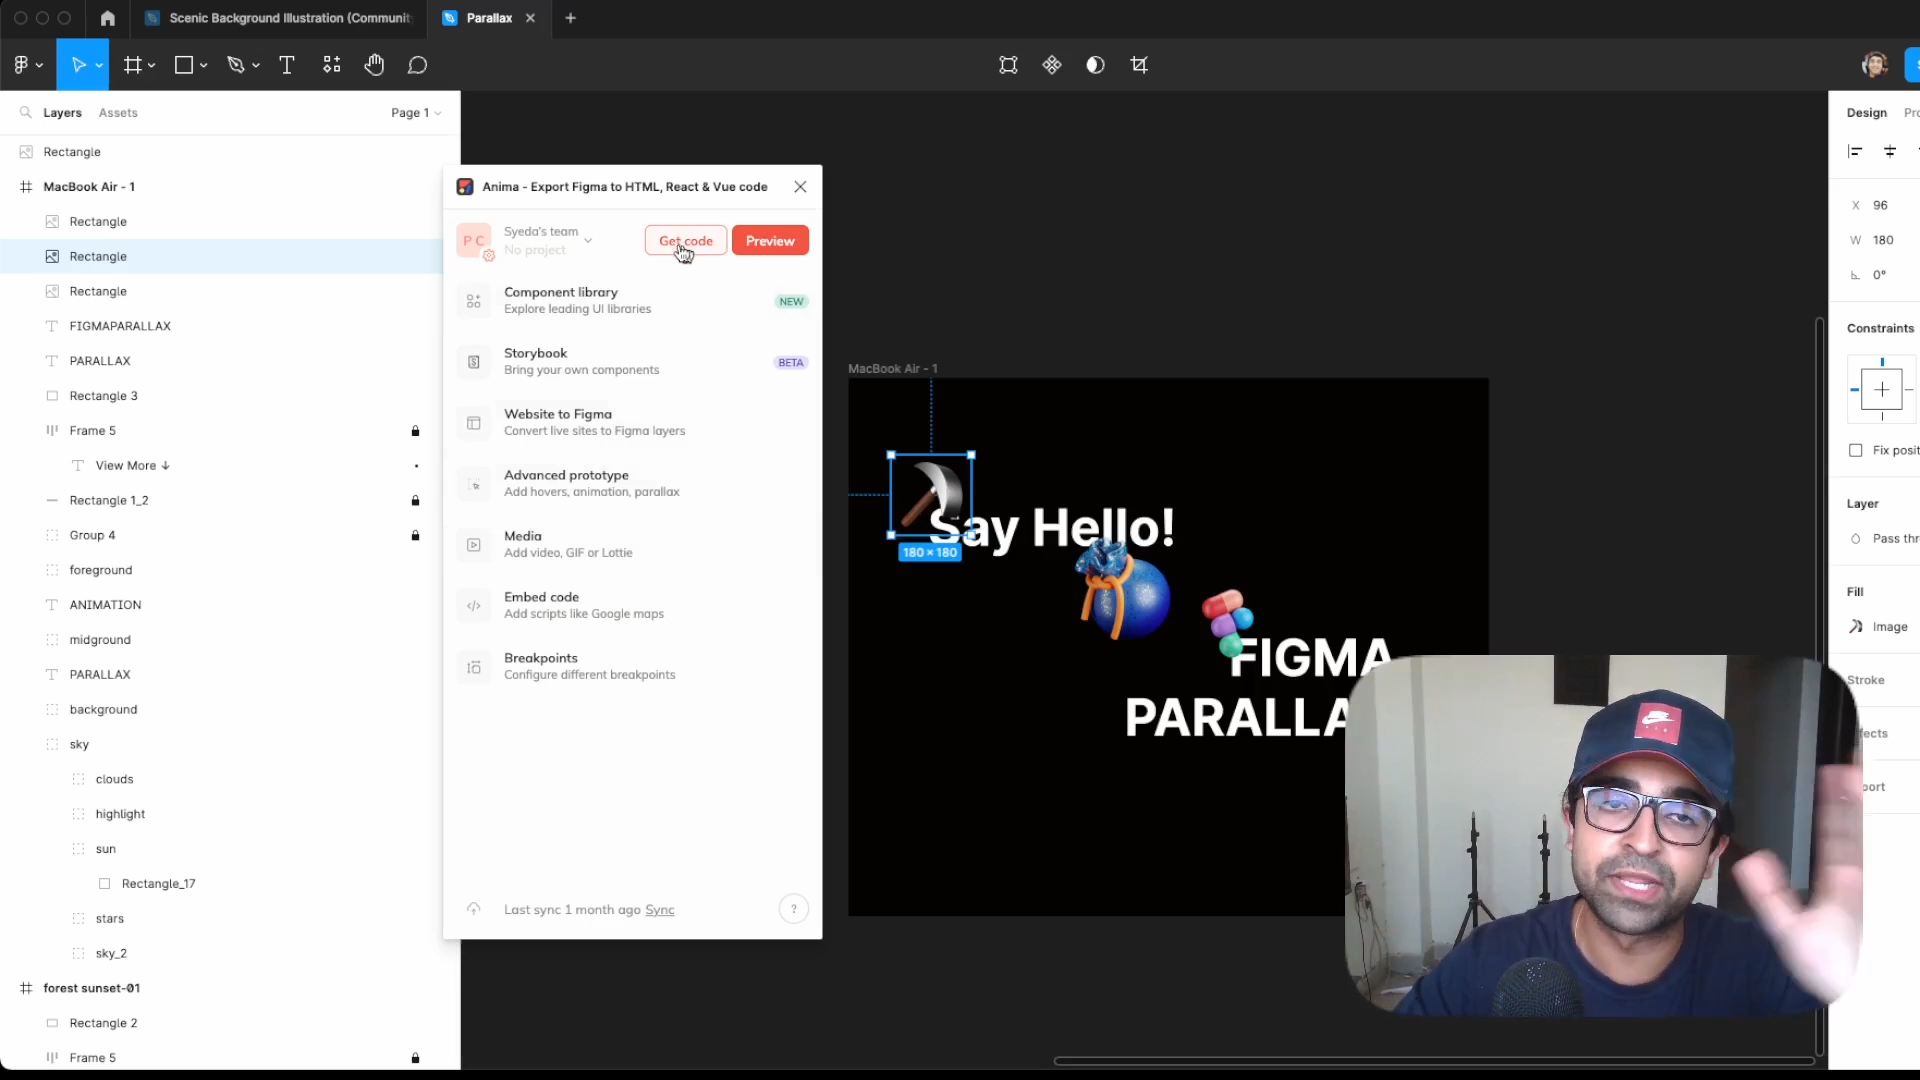 Scenic Background Illustration (Communit
Parallax
Layers
Assets
Page 1
Rectangle
MacBook Air - 1
Rectangle
Rectangle
Rectangle
FIGMAPARALLAX
PARALLAX
Rectangle 3
Frame 5
View More ↓
Rectangle 1_2
Group 4
foreground
ANIMATION
midground
PARALLAX
background
sky
clouds
highlight
sun
Rectangle_17
stars
sky_2
forest sunset-01
Rectangle 2
Frame 5
Anima - Export Figma to HTML, React & Vue code
P C
Syeda's team
No project
Get code
Preview
Component library
Explore leading UI libraries
NEW
Storybook
Bring your own components
BETA
Website to Figma
Convert live sites to Figma layers
Advanced prototype
Add hovers, animation, parallax
Media
Add video, GIF or Lottie
Embed code
Add scripts like Google maps
Breakpoints
Configure different breakpoints
Last sync 1 month ago Sync
?
MacBook Air - 1
Say Hello!
180 × 180
FIGMA
PARALLA
Design
Pro
X 96
W 180
0°
Constraints
Fix posit
Layer
Pass thr
Fill
Image
Stroke
fects
port